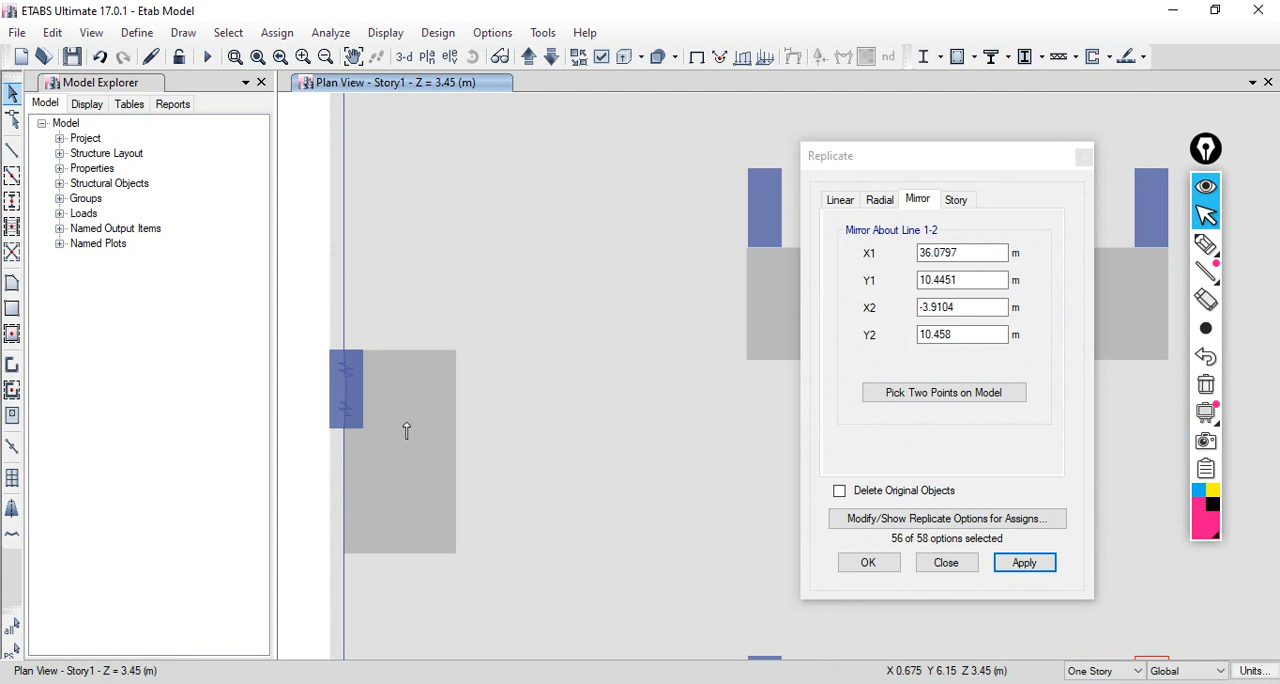 ETABS Ultimate 17.0.1 - Etab Model
File Edit View Define Draw Select Assign Analyze Display Design Options Tools Help
3-d nd
Model Explorer
Plan View - Story1 - Z = 3.45 (m)
Model Display Tables Reports
Model
Project
Structure Layout
Properties
Structural Objects
Groups
Loads
Named Output Items
Named Plots
Replicate
Linear Radial Mirror Story
Mirror About Line 1-2
X1 36.0797 m
Y1 10.4451 m
X2 -3.9104 m
Y2 10.458 m
Pick Two Points on Model
Delete Original Objects
Modify/Show Replicate Options for Assigns...
56 of 58 options selected
OK Close Apply
all
ps
Plan View - Story1 - Z = 3.45 (m) X 0.675 Y 6.15 Z 3.45 (m) One Story Global Units...